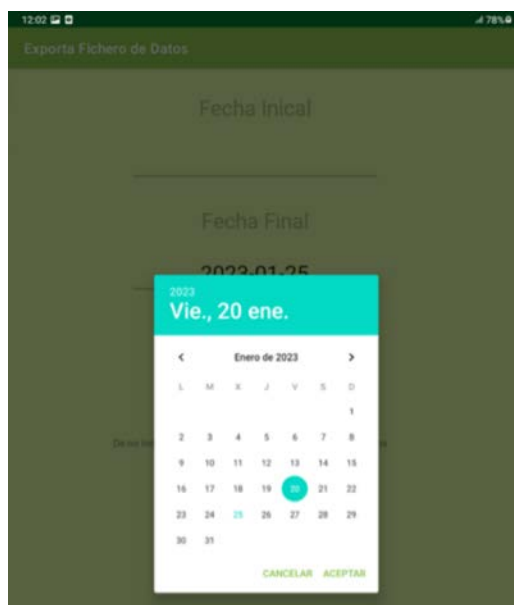 12:02 78%
Exporta Fichero de Datos
Fecha Inical
Fecha Final
2023-01-25
2023
Vie., 20 ene.
< Enero de 2023 >
L M X J V S D
1
2 3 4 5 6 7 8
9 10 11 12 13 14 15
16 17 18 19 20 21 22
23 24 25 26 27 28 29
30 31
CANCELAR ACEPTAR